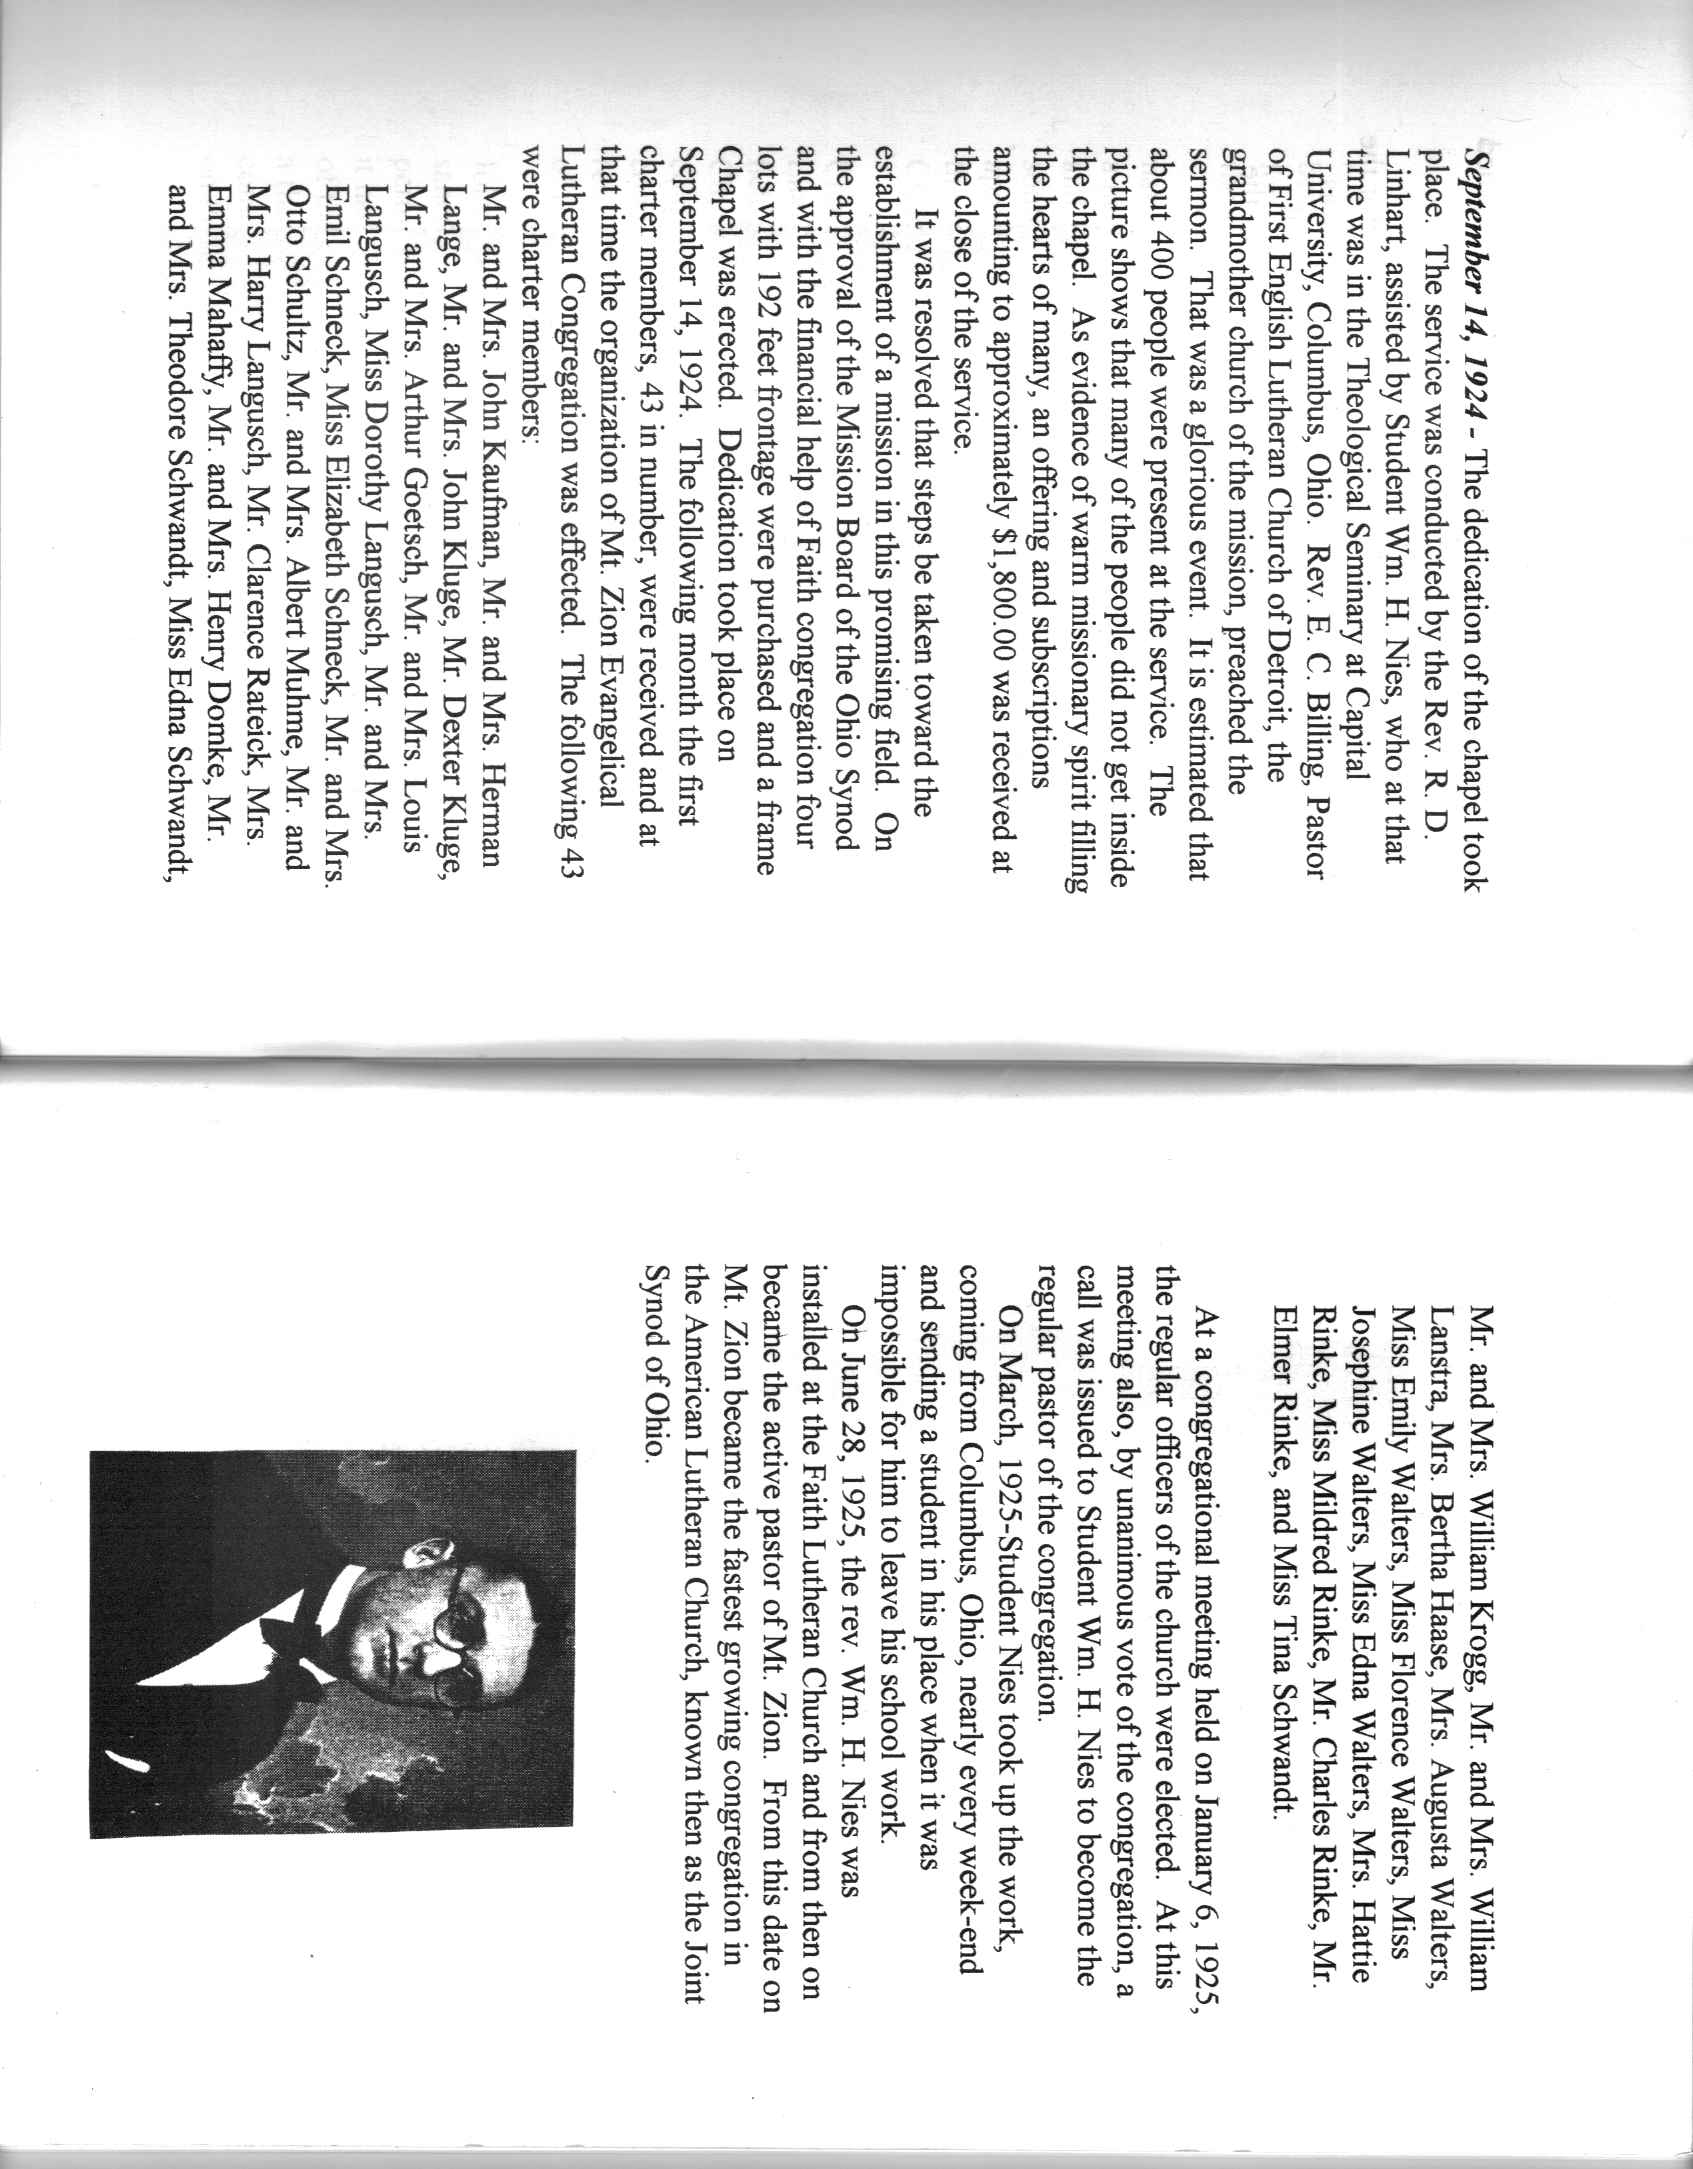 September 14, 1924 - The dedication of the chapel took
place. The service was conducted by the Rev. R. D.
Linhart, assisted by Student Wm. H. Nies, who at that
time was in the Theological Seminary at Capital
University, Columbus, Ohio. Rev. E. C. Billing, Pastor
of First English Lutheran Church of Detroit, the
grandmother church of the mission, preached the
sermon. That was a glorious event. It is estimated that
about 400 people were present at the service. The
picture shows that many of the people did not get inside
the chapel. As evidence of warm missionary spirit filling
the hearts of many, an offering and subscriptions
amounting to approximately $1,800.00 was received at
the close of the service.
It was resolved that steps be taken toward the
establishment of a mission in this promising field. On
the approval of the Mission Board of the Ohio Synod
and with the financial help of Faith congregation four
lots with 192 feet frontage were purchased and a frame
Chapel was erected. Dedication took place on
September 14, 1924. The following month the first
charter members, 43 in number, were received and at
that time the organization of Mt. Zion Evangelical
Lutheran Congregation was effected. The following 43
were charter members:
Mr. and Mrs. John Kaufman, Mr. and Mrs. Herman
Lange, Mr. and Mrs. John Kluge, Mr. Dexter Kluge,
Mr. and Mrs. Arthur Goetsch, Mr. and Mrs. Louis
Langusch, Miss Dorothy Langusch, Mr. and Mrs.
Emil Schneck, Miss Elizabeth Schneck, Mr. and Mrs.
Otto Schultz, Mr. and Mrs. Albert Muhme, Mr. and
Mrs. Harry Langusch, Mr. Clarence Rateick, Mrs.
Emma Mahaffy, Mr. and Mrs. Henry Domke, Mr.
and Mrs. Theodore Schwandt, Miss Edna Schwandt,
Mr. and Mrs. William Krogg, Mr. and Mrs. William
Lanstra, Mrs. Bertha Haase, Mrs. Augusta Walters,
Miss Emily Walters, Miss Florence Walters, Miss
Josephine Walters, Miss Edna Walters, Mrs. Hattie
Rinke, Miss Mildred Rinke, Mr. Charles Rinke, Mr.
Elmer Rinke, and Miss Tina Schwandt.
At a congregational meeting held on January 6, 1925,
the regular officers of the church were elected. At this
meeting also, by unanimous vote of the congregation, a
call was issued to Student Wm. H. Nies to become the
regular pastor of the congregation.
On March, 1925-Student Nies took up the work,
coming from Columbus, Ohio, nearly every week-end
and sending a student in his place when it was
impossible for him to leave his school work.
On June 28, 1925, the rev. Wm. H. Nies was
installed at the Faith Lutheran Church and from then on
became the active pastor of Mt. Zion. From this date on
Mt. Zion became the fastest growing congregation in
the American Lutheran Church, known then as the Joint
Synod of Ohio.